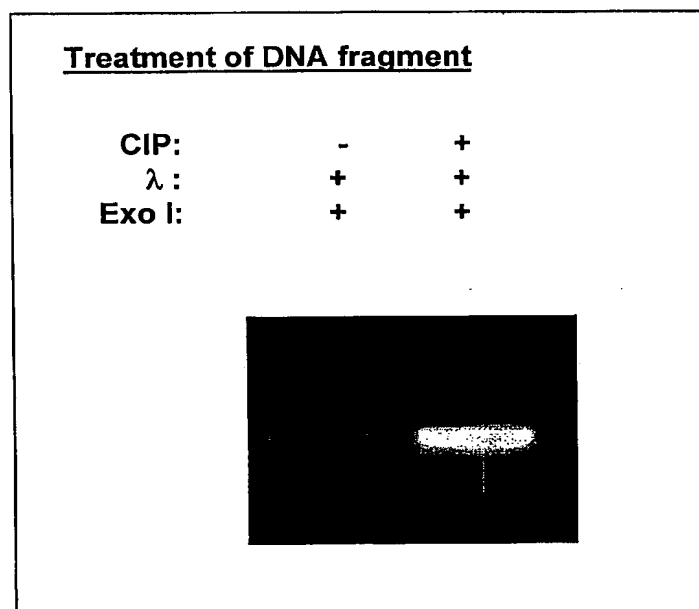 Treatment of DNA fragment
CIP: - +
λ : + +
Exo I: + +